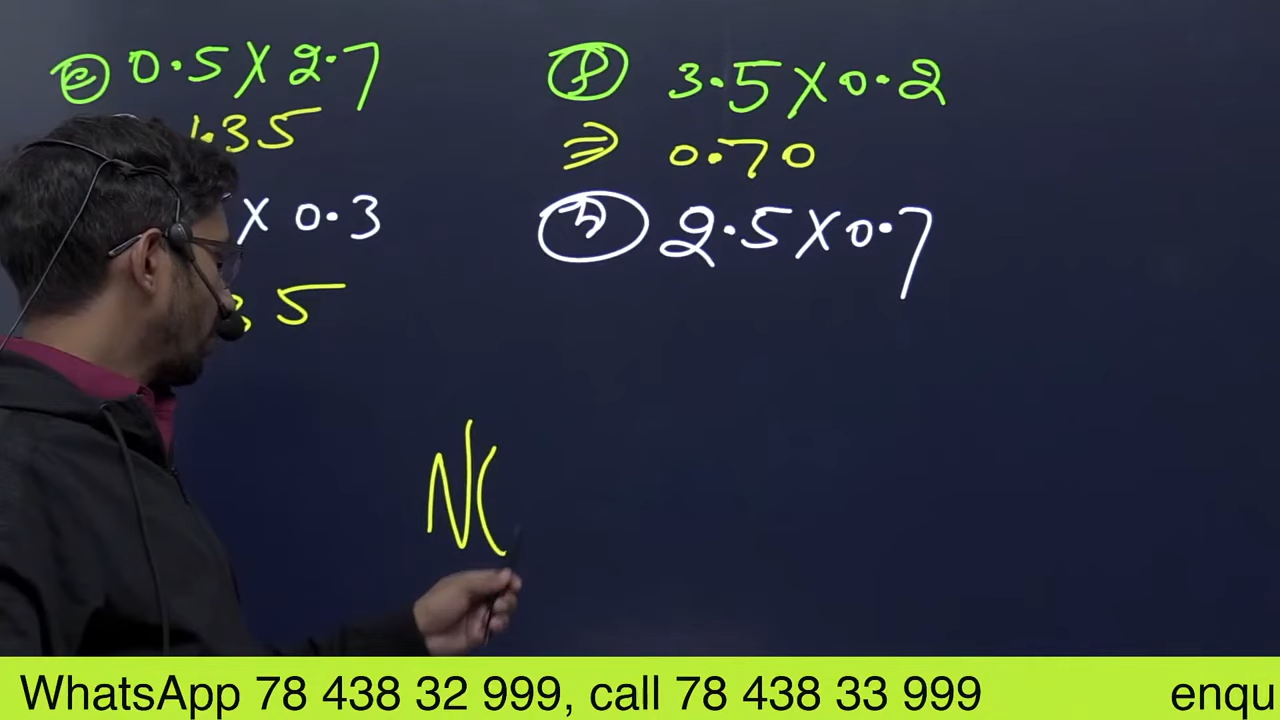 e 0.5 X 2.7
1.35
X 0.3
5
f 3.5 X 0.2
⇒ 0.70
h 2.5 X 0.7
N(
WhatsApp 78 438 32 999, call 78 438 33 999 enqu